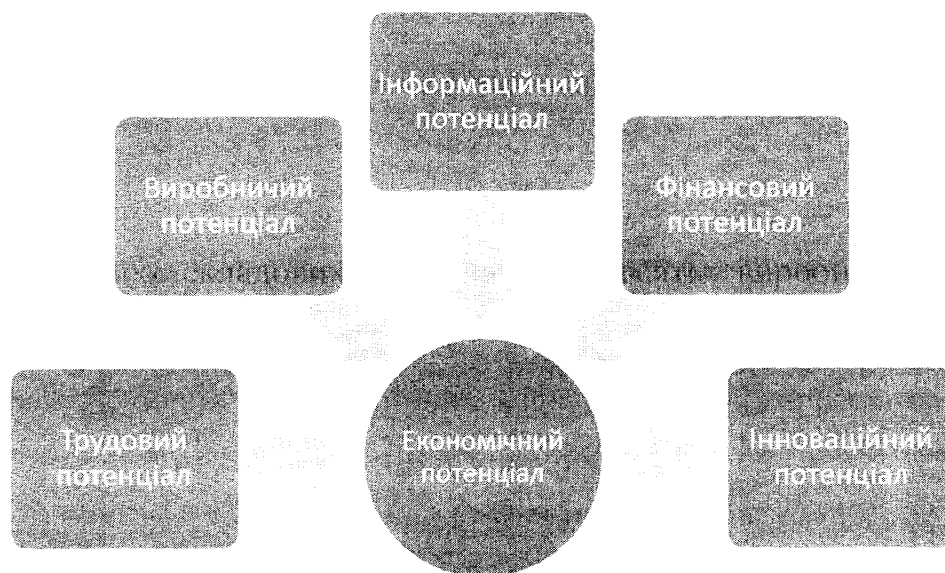 Інформаційний
потенціал
Виробничий
потенціал
Фінансовий
потенціал
Трудовий
потенціал
Економічний
потенціал
Інноваційний
потенціал